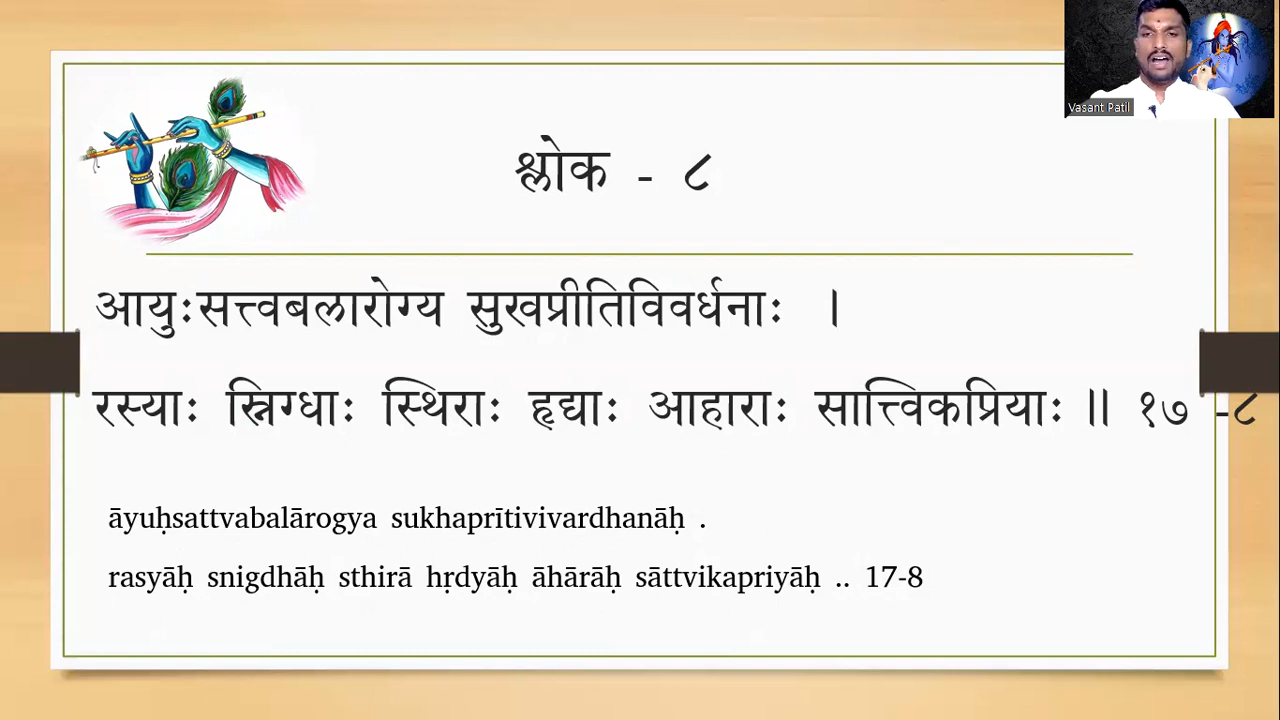 Vasant Patil
श्लोक - ८
आयुःसत्त्वबलारोग्य सुखप्रीतिविवर्धनाः ।
रस्याः स्निग्धाः स्थिराः हृद्याः आहाराः सात्त्विकप्रियाः ॥ १७ -८
āyuḥsattvabalārogya sukhaprītivivardhanāḥ .
rasyāḥ snigdhāḥ sthirā hṛdyāḥ āhārāḥ sāttvikapriyāḥ .. 17-8